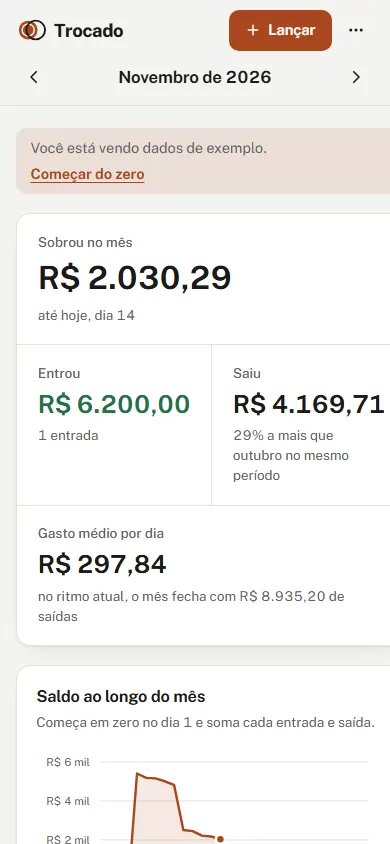 Trocado
+ Lançar
Novembro de 2026
Você está vendo dados de exemplo.
Começar do zero
Sobrou no mês
R$ 2.030,29
até hoje, dia 14
Entrou
R$ 6.200,00
1 entrada
Saiu
R$ 4.169,71
29% a mais que
outubro no mesmo
período
Gasto médio por dia
R$ 297,84
no ritmo atual, o mês fecha com R$ 8.935,20 de
saídas
Saldo ao longo do mês
Começa em zero no dia 1 e soma cada entrada e saída.
R$ 6 mil
R$ 4 mil
R$ 2 mil